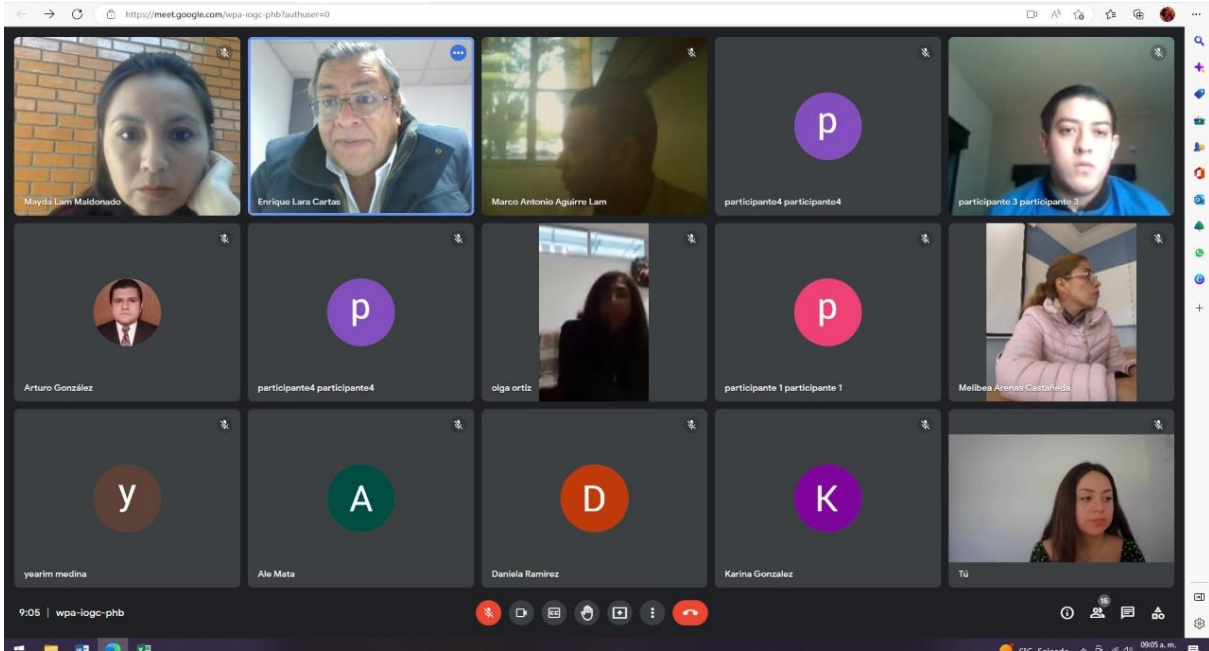 https://meet.google.com/wpa-iogc-phb?authuser=0
Mayda Lam Maldonado
Enrique Lara Cartas
Marco Antonio Aguirre Lam
p
participante4 participante4
participante 3 participante 3
Arturo González
p
participante4 participante4
olga ortiz
p
participante 1 participante 1
Melibea Arenas Castañeda
y
yearim medina
A
Ale Mata
D
Daniela Ramirez
K
Karina Gonzalez
Tú
9:05 | wpa-iogc-phb
15
09:05 a. m.